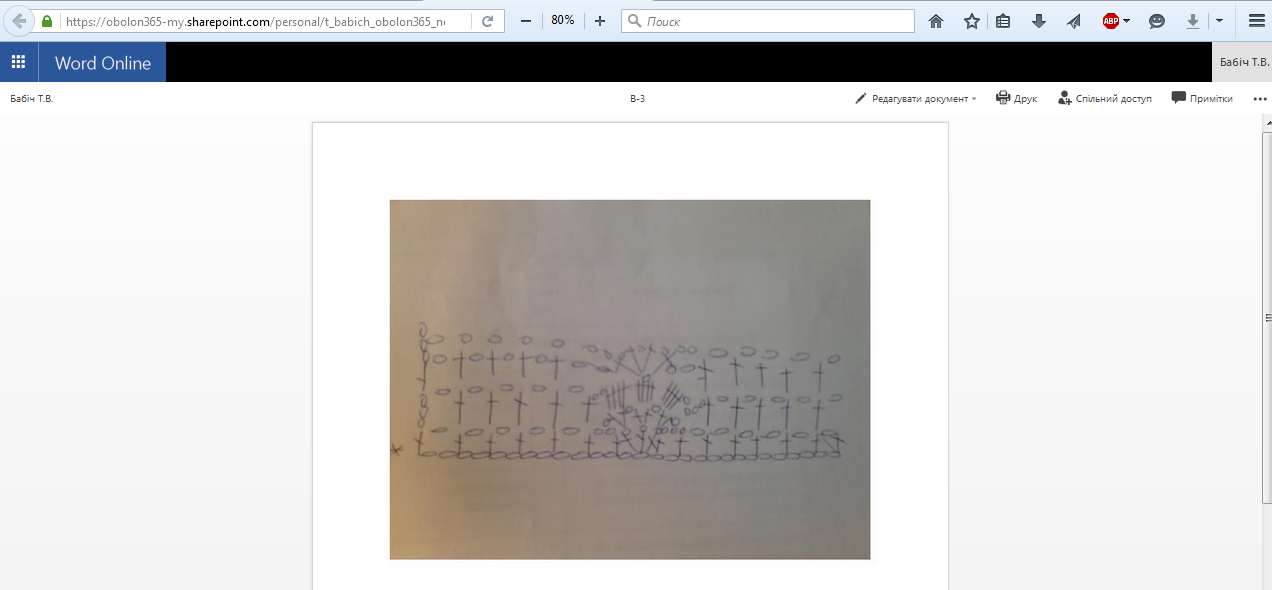 https://obolon365-my.sharepoint.com/personal/t_babich_obolon365_n
80%
Поиск
ABP
Word Online
Бабіч Т.В.
Бабіч Т.В.
В-3
Редагувати документ
Друк
Спільний доступ
Примітки